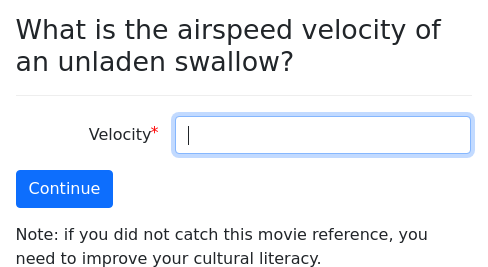 What is the airspeed velocity of
an unladen swallow?
Velocity*
Continue
Note: if you did not catch this movie reference, you
need to improve your cultural literacy.